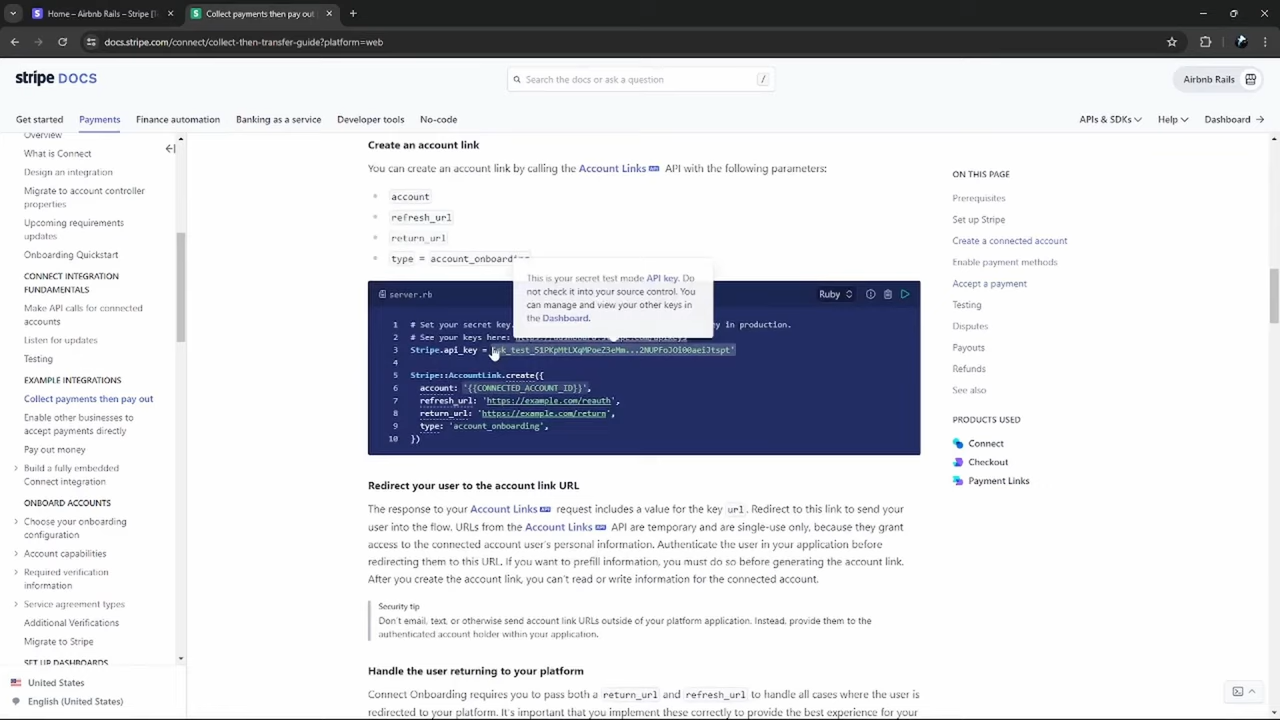 Home – Airbnb Rails – Stripe [T
Collect payments then pay out
docs.stripe.com/connect/collect-then-transfer-guide?platform=web
stripe DOCS
Search the docs or ask a question
/
Airbnb Rails
Get started
Payments
Finance automation
Banking as a service
Developer tools
No-code
APIs & SDKs
Help
Dashboard
Overview
What is Connect
Design an integration
Migrate to account controller
properties
Upcoming requirements
updates
Onboarding Quickstart
CONNECT INTEGRATION
FUNDAMENTALS
Make API calls for connected
accounts
Listen for updates
Testing
EXAMPLE INTEGRATIONS
Collect payments then pay out
Enable other businesses to
accept payments directly
Pay out money
Build a fully embedded
Connect integration
ONBOARD ACCOUNTS
Choose your onboarding
configuration
Account capabilities
Required verification
information
Service agreement types
Additional Verifications
Migrate to Stripe
SET UP DASHBOARDS
United States
English (United States)
Create an account link
You can create an account link by calling the Account Links API with the following parameters:
account
refresh_url
return_url
type = account_onboarding
This is your secret test mode API key. Do
not check it into your source control. You
can manage and view your other keys in
the Dashboard.
server.rb
Ruby
1 # Set your secret key. y in production.
2 # See your keys here: https://dashboard.stripe.com/apikeys
3 Stripe.api_key =
4
5 Stripe::AccountLink.create({
6 account: '{{CONNECTED_ACCOUNT_ID}}',
7 refresh_url: 'https://example.com/reauth',
8 return_url: 'https://example.com/return',
9 type: 'account_onboarding',
10 })
Redirect your user to the account link URL
The response to your Account Links API request includes a value for the key url. Redirect to this link to send your
user into the flow. URLs from the Account Links API are temporary and are single-use only, because they grant
access to the connected account user's personal information. Authenticate the user in your application before
redirecting them to this URL. If you want to prefill information, you must do so before generating the account link.
After you create the account link, you can't read or write information for the connected account.
Security tip
Don't email, text, or otherwise send account link URLs outside of your platform application. Instead, provide them to the
authenticated account holder within your application.
Handle the user returning to your platform
Connect Onboarding requires you to pass both a return_url and refresh_url to handle all cases where the user is
redirected to your platform. It's important that you implement these correctly to provide the best experience for your
ON THIS PAGE
Prerequisites
Set up Stripe
Create a connected account
Enable payment methods
Accept a payment
Testing
Disputes
Payouts
Refunds
See also
PRODUCTS USED
Connect
Checkout
Payment Links